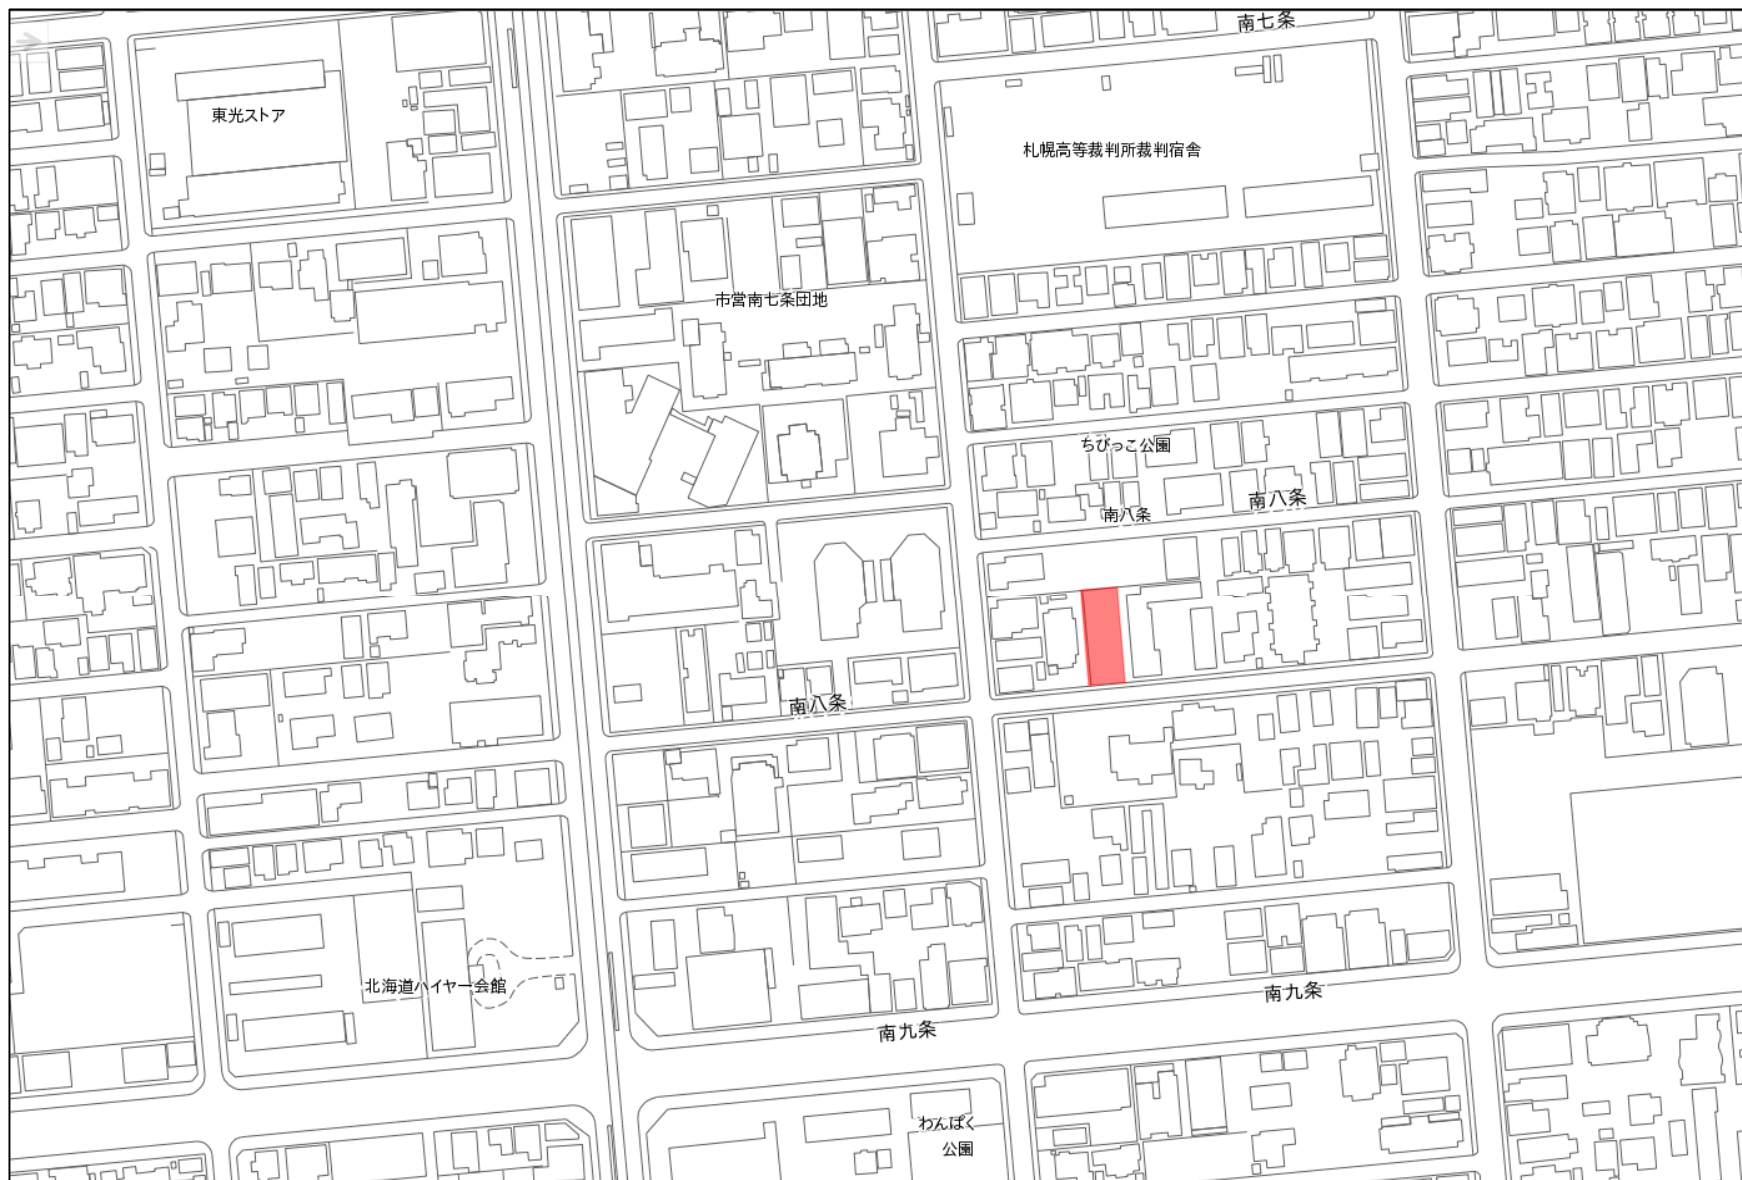 南七条
東光ストア
札幌高等裁判所裁判宿舎
市営南七条団地
ちびっこ公園
南八条
南八条
南八条
北海道ハイヤー会館
南九条
南九条
わんぱく
公園